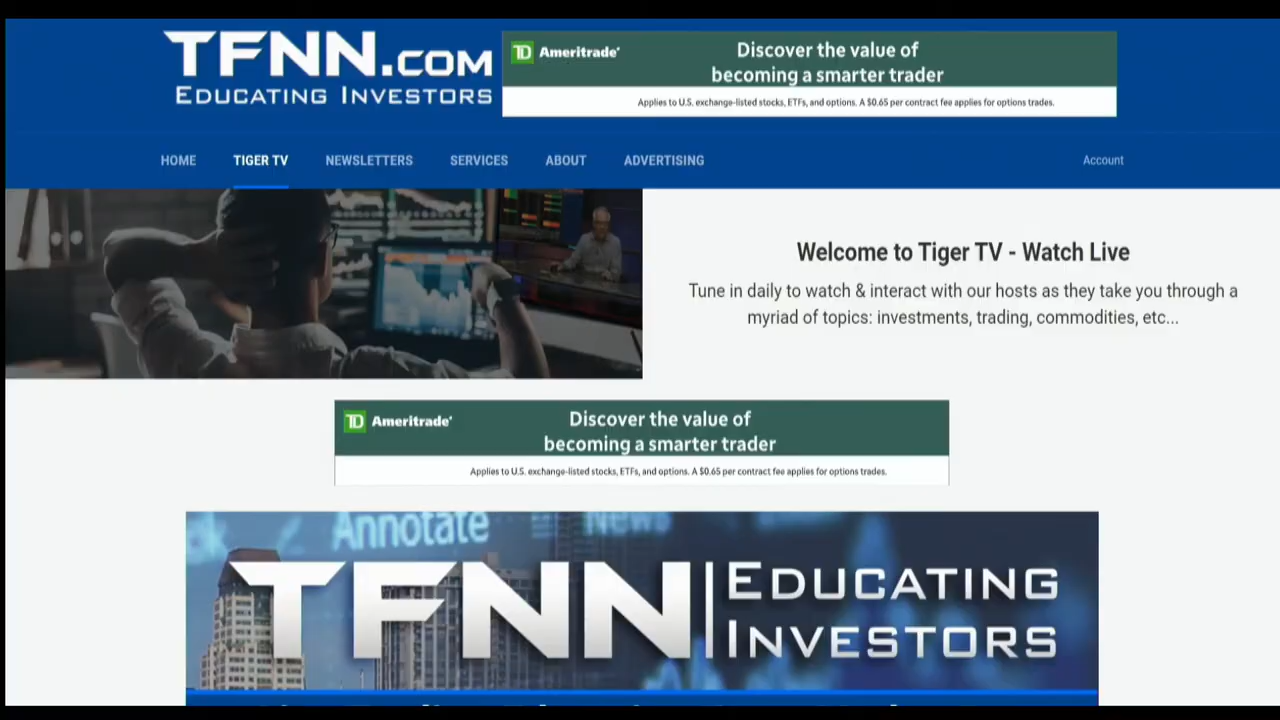 TFNN.COM
EDUCATING INVESTORS
TD Ameritrade
Discover the value of
becoming a smarter trader
Applies to U.S. exchange-listed stocks, ETFs, and options. A $0.65 per contract fee applies for options trades.
HOME TIGER TV NEWSLETTERS SERVICES ABOUT ADVERTISING Account
Welcome to Tiger TV - Watch Live
Tune in daily to watch & interact with our hosts as they take you through a
myriad of topics: investments, trading, commodities, etc...
TD Ameritrade
Discover the value of
becoming a smarter trader
Applies to U.S. exchange-listed stocks, ETFs, and options. A $0.65 per contract fee applies for options trades.
Annotate News
TFNN EDUCATING
INVESTORS